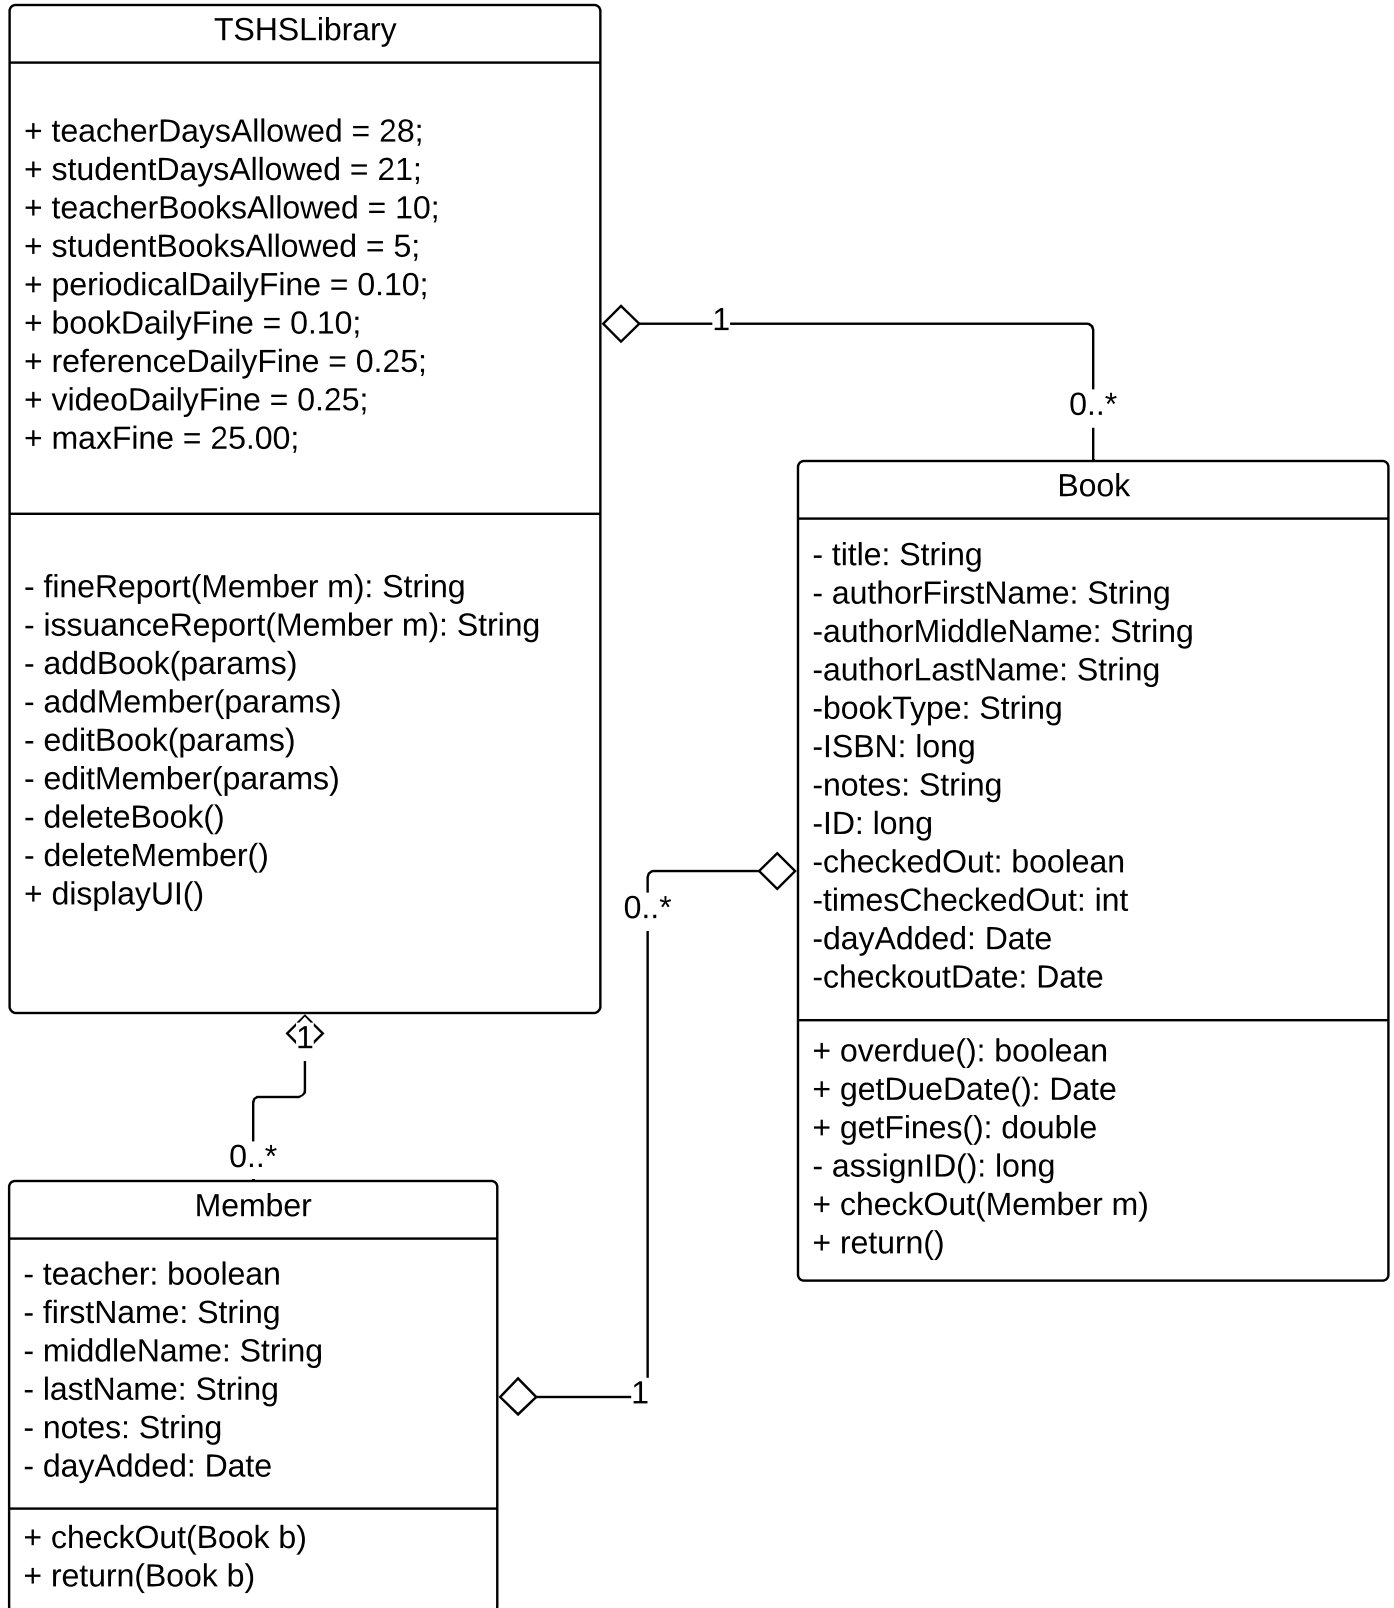 TSHSLibrary
+ teacherDaysAllowed = 28;
+ studentDaysAllowed = 21;
+ teacherBooksAllowed = 10;
+ studentBooksAllowed = 5;
+ periodicalDailyFine = 0.10;
+ bookDailyFine = 0.10;
+ referenceDailyFine = 0.25;
+ videoDailyFine = 0.25;
+ maxFine = 25.00;
- fineReport(Member m): String
- issuanceReport(Member m): String
- addBook(params)
- addMember(params)
- editBook(params)
- editMember(params)
- deleteBook()
- deleteMember()
+ displayUI()
1
0..*
Book
- title: String
- authorFirstName: String
-authorMiddleName: String
-authorLastName: String
-bookType: String
-ISBN: long
-notes: String
-ID: long
-checkedOut: boolean
-timesCheckedOut: int
-dayAdded: Date
-checkoutDate: Date
+ overdue(): boolean
+ getDueDate(): Date
+ getFines(): double
- assignID(): long
+ checkOut(Member m)
+ return()
0..*
1
1
0..*
Member
- teacher: boolean
- firstName: String
- middleName: String
- lastName: String
- notes: String
- dayAdded: Date
+ checkOut(Book b)
+ return(Book b)